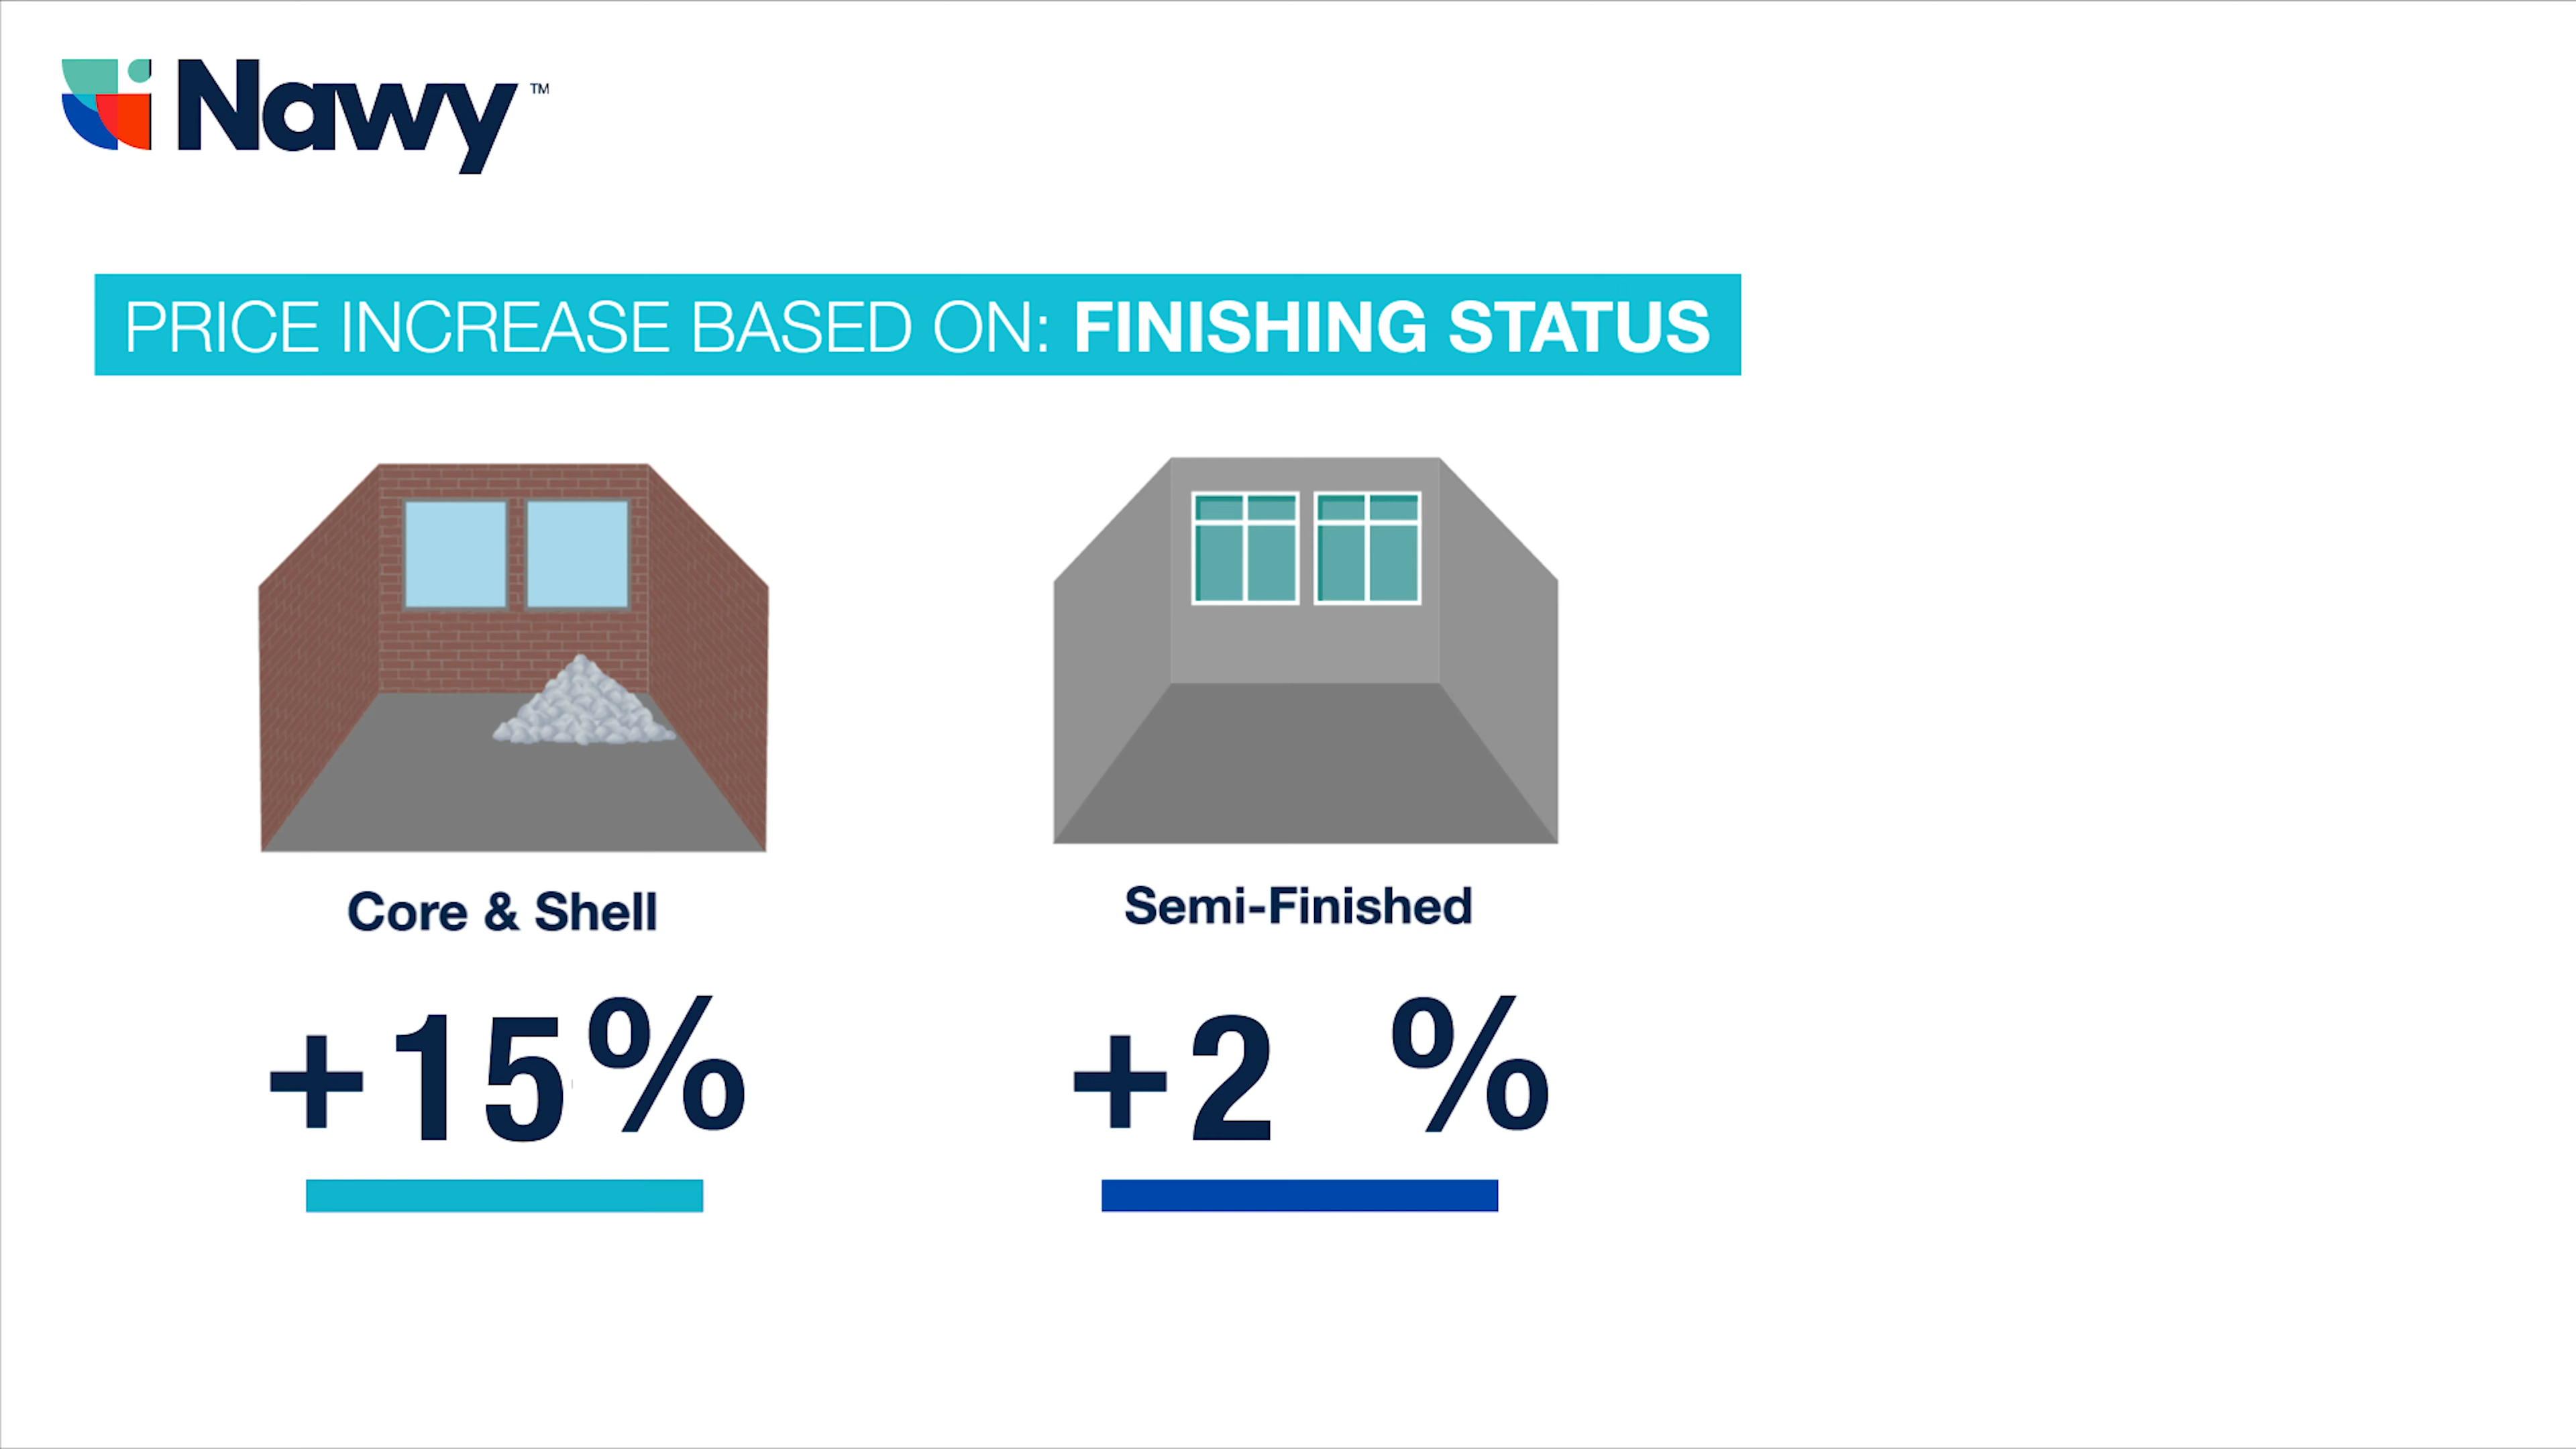 Nawy™
PRICE INCREASE BASED ON: FINISHING STATUS
Core & Shell
Semi-Finished
+15%
+2 %